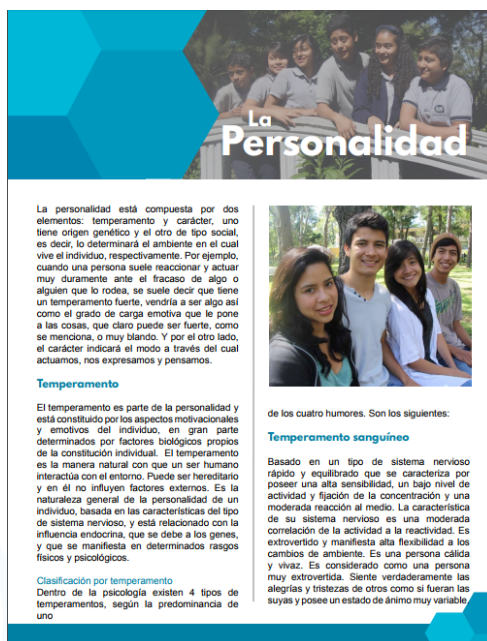 La
Personalidad
La personalidad está compuesta por dos
elementos: temperamento y carácter, uno
tiene origen genético y el otro de tipo social,
es decir, lo determinará el ambiente en el cual
vive el individuo, respectivamente. Por ejemplo,
cuando una persona suele reaccionar y actuar
muy duramente ante el fracaso de algo o
alguien que lo rodea, se suele decir que tiene
un temperamento fuerte, vendría a ser algo así
como el grado de carga emotiva que le pone
a las cosas, que claro puede ser fuerte, como
se menciona, o muy blando. Y por el otro lado,
el carácter indicará el modo a través del cual
actuamos, nos expresamos y pensamos.
Temperamento
El temperamento es parte de la personalidad y
está constituido por los aspectos motivacionales
y emotivos del individuo, en gran parte
determinados por factores biológicos propios
de la constitución individual. El temperamento
es la manera natural con que un ser humano
interactúa con el entorno. Puede ser hereditario
y en él no influyen factores externos. Es la
naturaleza general de la personalidad de un
individuo, basada en las características del tipo
de sistema nervioso, y está relacionado con la
influencia endocrina, que se debe a los genes,
y que se manifiesta en determinados rasgos
físicos y psicológicos.
Clasificación por temperamento
Dentro de la psicología existen 4 tipos de
temperamentos, según la predominancia de
uno
de los cuatro humores. Son los siguientes:
Temperamento sanguíneo
Basado en un tipo de sistema nervioso
rápido y equilibrado que se caracteriza por
poseer una alta sensibilidad, un bajo nivel de
actividad y fijación de la concentración y una
moderada reacción al medio. La característica
de su sistema nervioso es una moderada
correlación de la actividad a la reactividad. Es
extrovertido y manifiesta alta flexibilidad a los
cambios de ambiente. Es una persona cálida
y vivaz. Es considerado como una persona
muy extrovertida. Siente verdaderamente las
alegrías y tristezas de otros como si fueran las
suyas y posee un estado de ánimo muy variable.